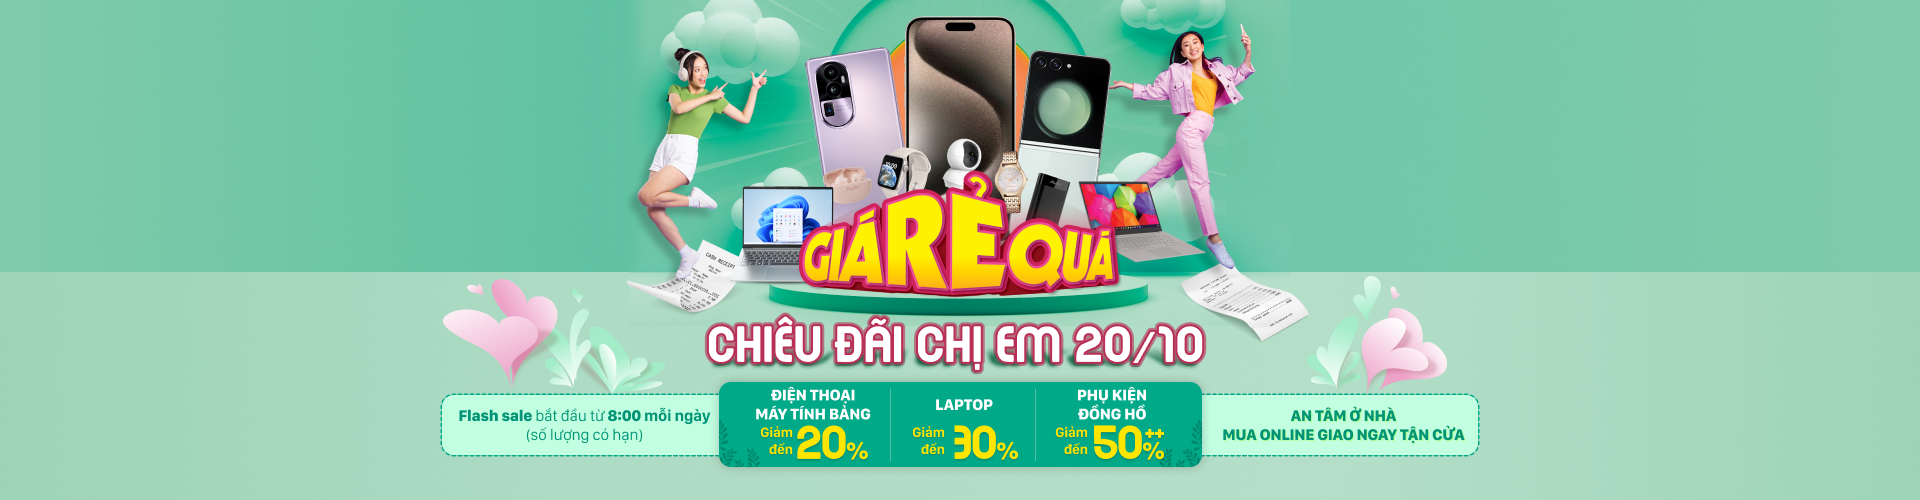 CASH RECEIPT
GIÁ RẺ QUÁ
CHIÊU ĐÃI CHỊ EM 20/10
Flash sale bắt đầu từ 8:00 mỗi ngày
(số lượng có hạn)
ĐIỆN THOẠI
MÁY TÍNH BẢNG
Giảm
đến 20%
LAPTOP
Giảm
đến 30%
PHỤ KIỆN
ĐỒNG HỒ
Giảm
đến 50++%
AN TÂM Ở NHÀ
MUA ONLINE GIAO NGAY TẬN CỬA